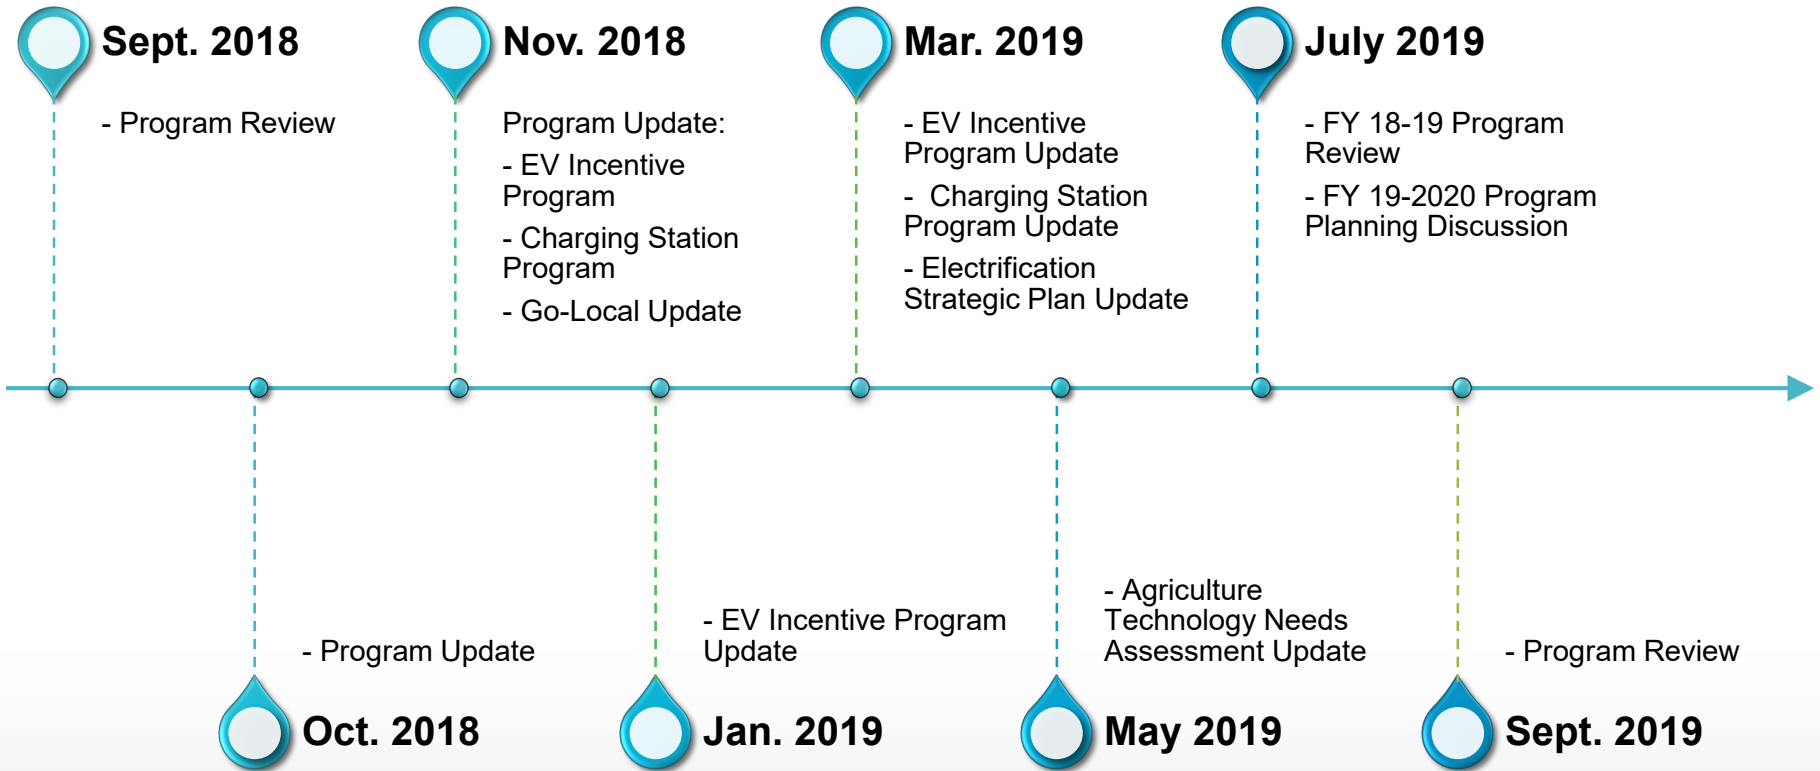 Sept. 2018
- Program Review
Nov. 2018
Program Update:
- EV Incentive
Program
- Charging Station
Program
- Go-Local Update
Mar. 2019
- EV Incentive
Program Update
-  Charging Station
Program Update
- Electrification
Strategic Plan Update
July 2019
- FY 18-19 Program
Review
- FY 19-2020 Program
Planning Discussion
- Program Update
Oct. 2018
- EV Incentive Program
Update
Jan. 2019
- Agriculture
Technology Needs
Assessment Update
May 2019
- Program Review
Sept. 2019